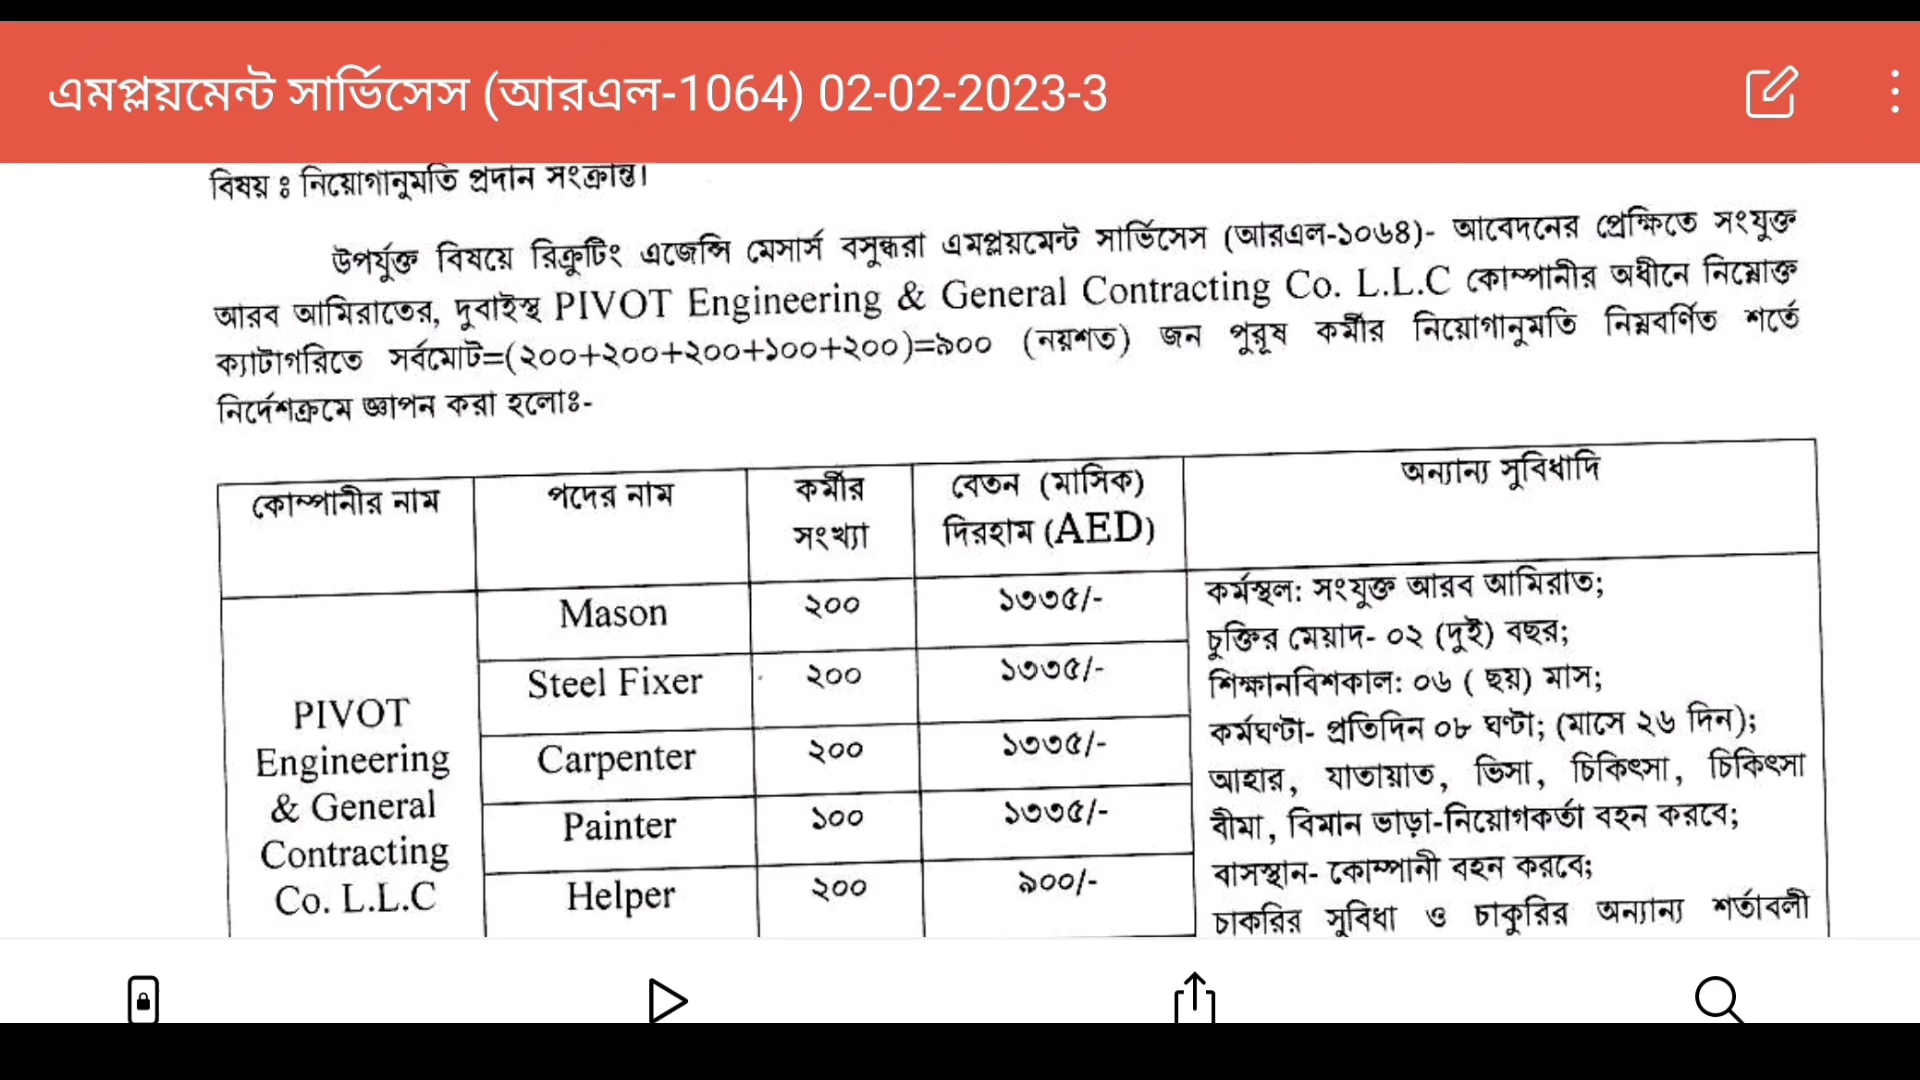 এমপ্লয়মেন্ট সার্ভিসেস (আরএল-1064) 02-02-2023-3
বিষয় ঃ নিয়োগানুমতি প্রদান সংক্রান্ত।
উপর্যুক্ত বিষয়ে রিক্রুটিং এজেন্সি মেসার্স বসুন্ধরা এমপ্লয়মেন্ট সার্ভিসেস (আরএল-১০৬৪)- আবেদনের প্রেক্ষিতে সংযুক্ত
আরব আমিরাতের, দুবাইস্থ PIVOT Engineering & General Contracting Co. L.L.C কোম্পানীর অধীনে নিম্নোক্ত
ক্যাটাগরিতে সর্বমোট=(২০০+২০০+২০০+১০০+২০০)=৯০০ (নয়শত) জন পুরুষ কর্মীর নিয়োগানুমতি নিম্নবর্ণিত শর্তে
নির্দেশক্রমে জ্ঞাপন করা হলোঃ-
কোম্পানীর নাম পদের নাম কর্মীর সংখ্যা বেতন (মাসিক) দিরহাম (AED) অন্যান্য সুবিধাদি
PIVOT
Engineering
& General
Contracting
Co. L.L.C
Mason ২০০ ১৩৩৫/-
Steel Fixer ২০০ ১৩৩৫/-
Carpenter ২০০ ১৩৩৫/-
Painter ১০০ ১৩৩৫/-
Helper ২০০ ৯০০/-
কর্মস্থল: সংযুক্ত আরব আমিরাত;
চুক্তির মেয়াদ- ০২ (দুই) বছর;
শিক্ষানবিশকাল: ০৬ ( ছয়) মাস;
কর্মঘণ্টা- প্রতিদিন ০৮ ঘণ্টা; (মাসে ২৬ দিন);
আহার, যাতায়াত, ভিসা, চিকিৎসা, চিকিৎসা
বীমা, বিমান ভাড়া-নিয়োগকর্তা বহন করবে;
বাসস্থান- কোম্পানী বহন করবে;
চাকরির সুবিধা ও চাকুরির অন্যান্য শর্তাবলী